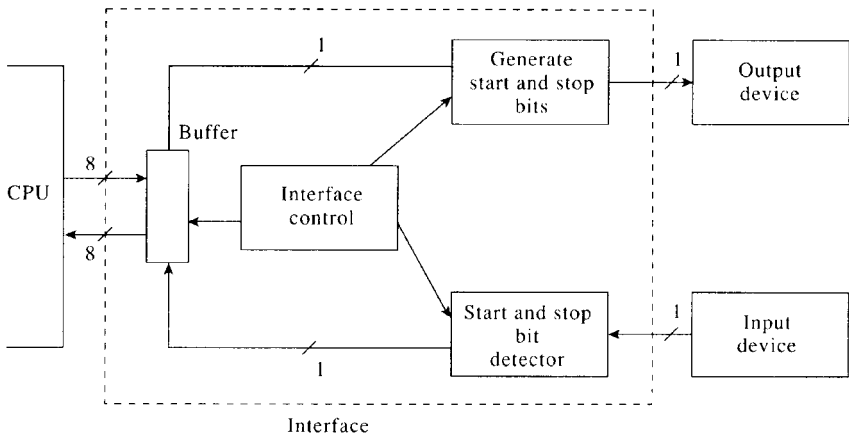 1
Generate
start and stop
bits
1
Output
device
Buffer
8
CPU
Interface
control
8
Start and stop
bit
detector
1
Input
device
1
Interface